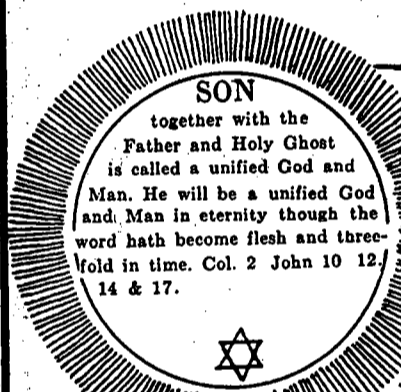 SON
together with the
Father and Holy Ghost
is called a unified God and
Man. He will be a unified God
and Man in eternity though the
word hath become flesh and three-
fold in time. Col. 2 John 10 12,
14 & 17.